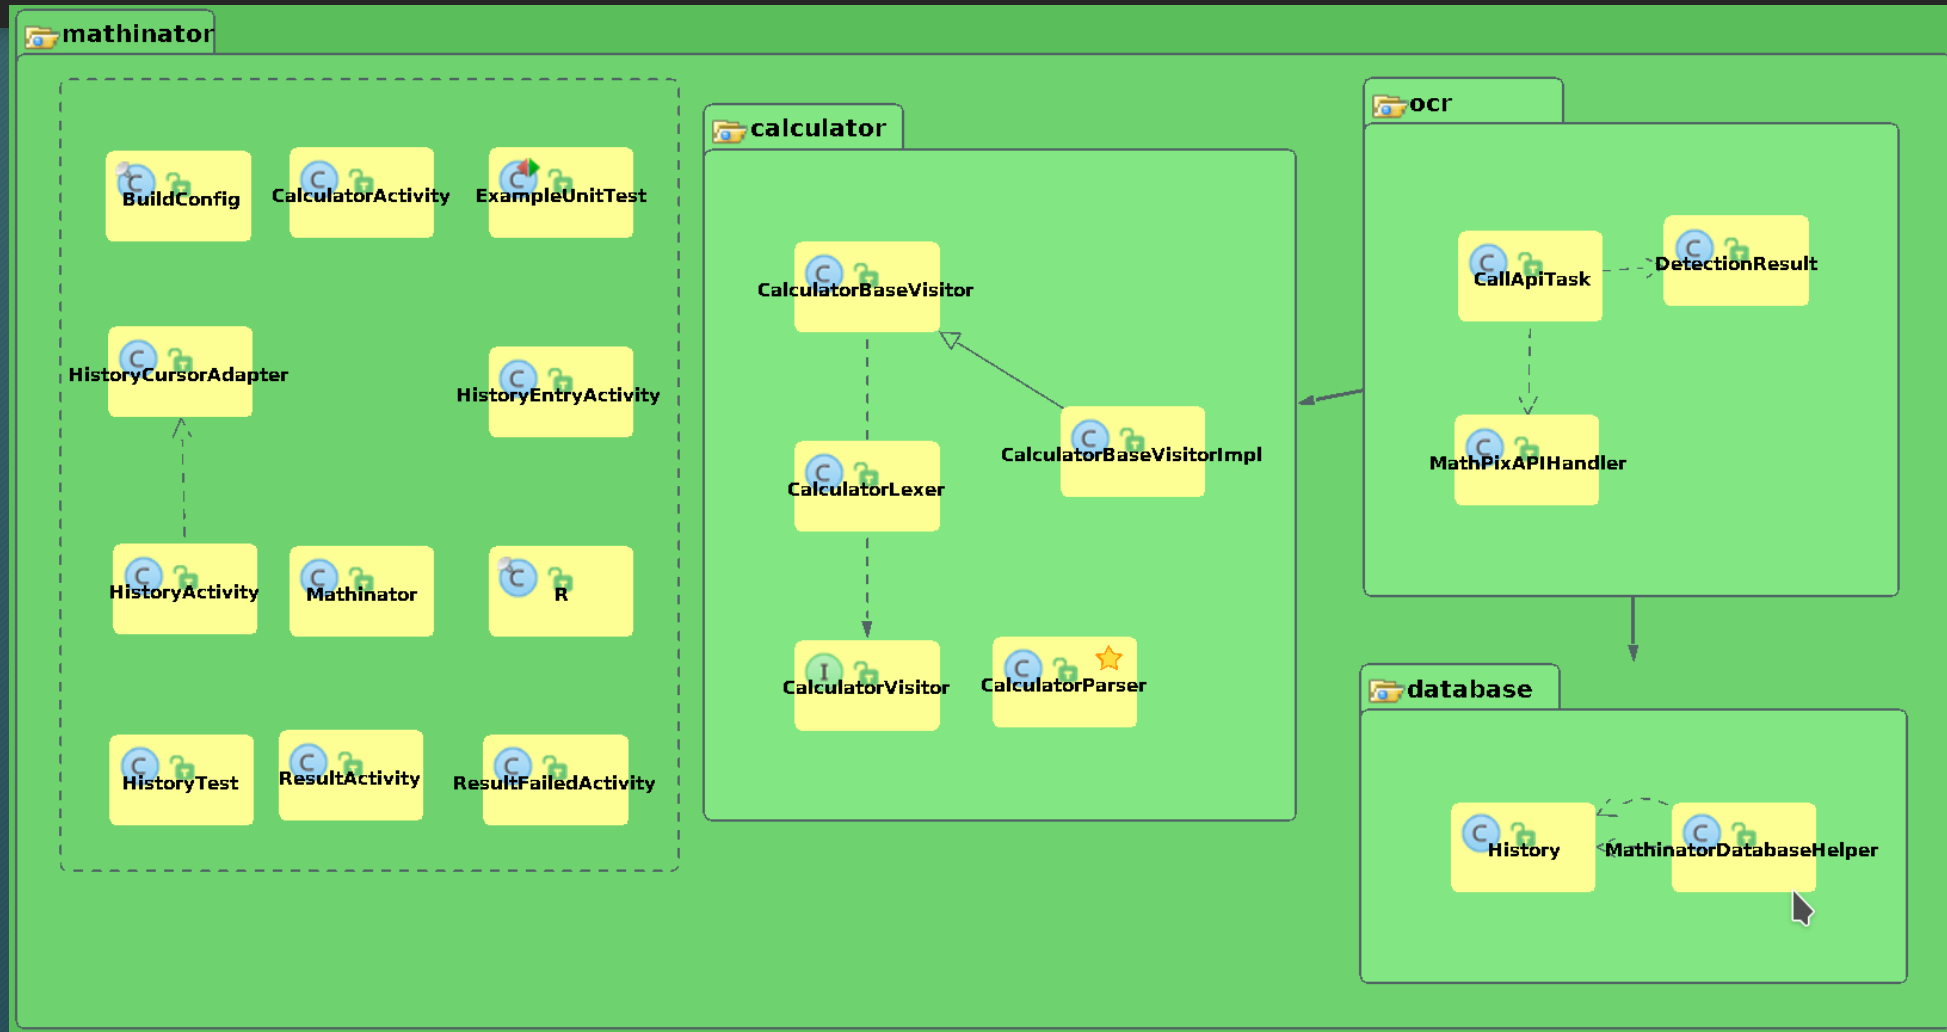 mathinator
BuildConfig
CalculatorActivity
ExampleUnitTest
HistoryCursorAdapter
HistoryEntryActivity
HistoryActivity
Mathinator
R
HistoryTest
ResultActivity
ResultFailedActivity
calculator
CalculatorBaseVisitor
CalculatorBaseVisitorImpl
CalculatorLexer
CalculatorVisitor
CalculatorParser
ocr
CallApiTask
DetectionResult
MathPixAPIHandler
database
History
MathinatorDatabaseHelper